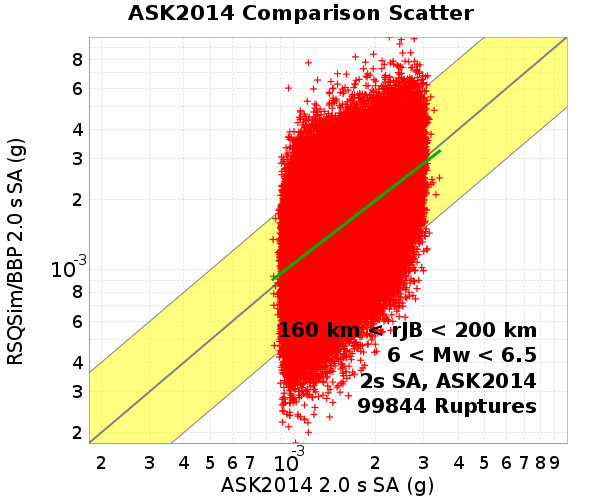 ASK2014 Comparison Scatter
RSQSim/BBP 2.0 s SA (g)
8
6
4
3
2
10-3
8
6
4
3
2
160 km < rJB < 200 km
6 < Mw < 6.5
2s SA, ASK2014
99844 Ruptures
2 3 4 5 6 7 10-3 2 3 4 5 6 7 8 9
ASK2014 2.0 s SA (g)